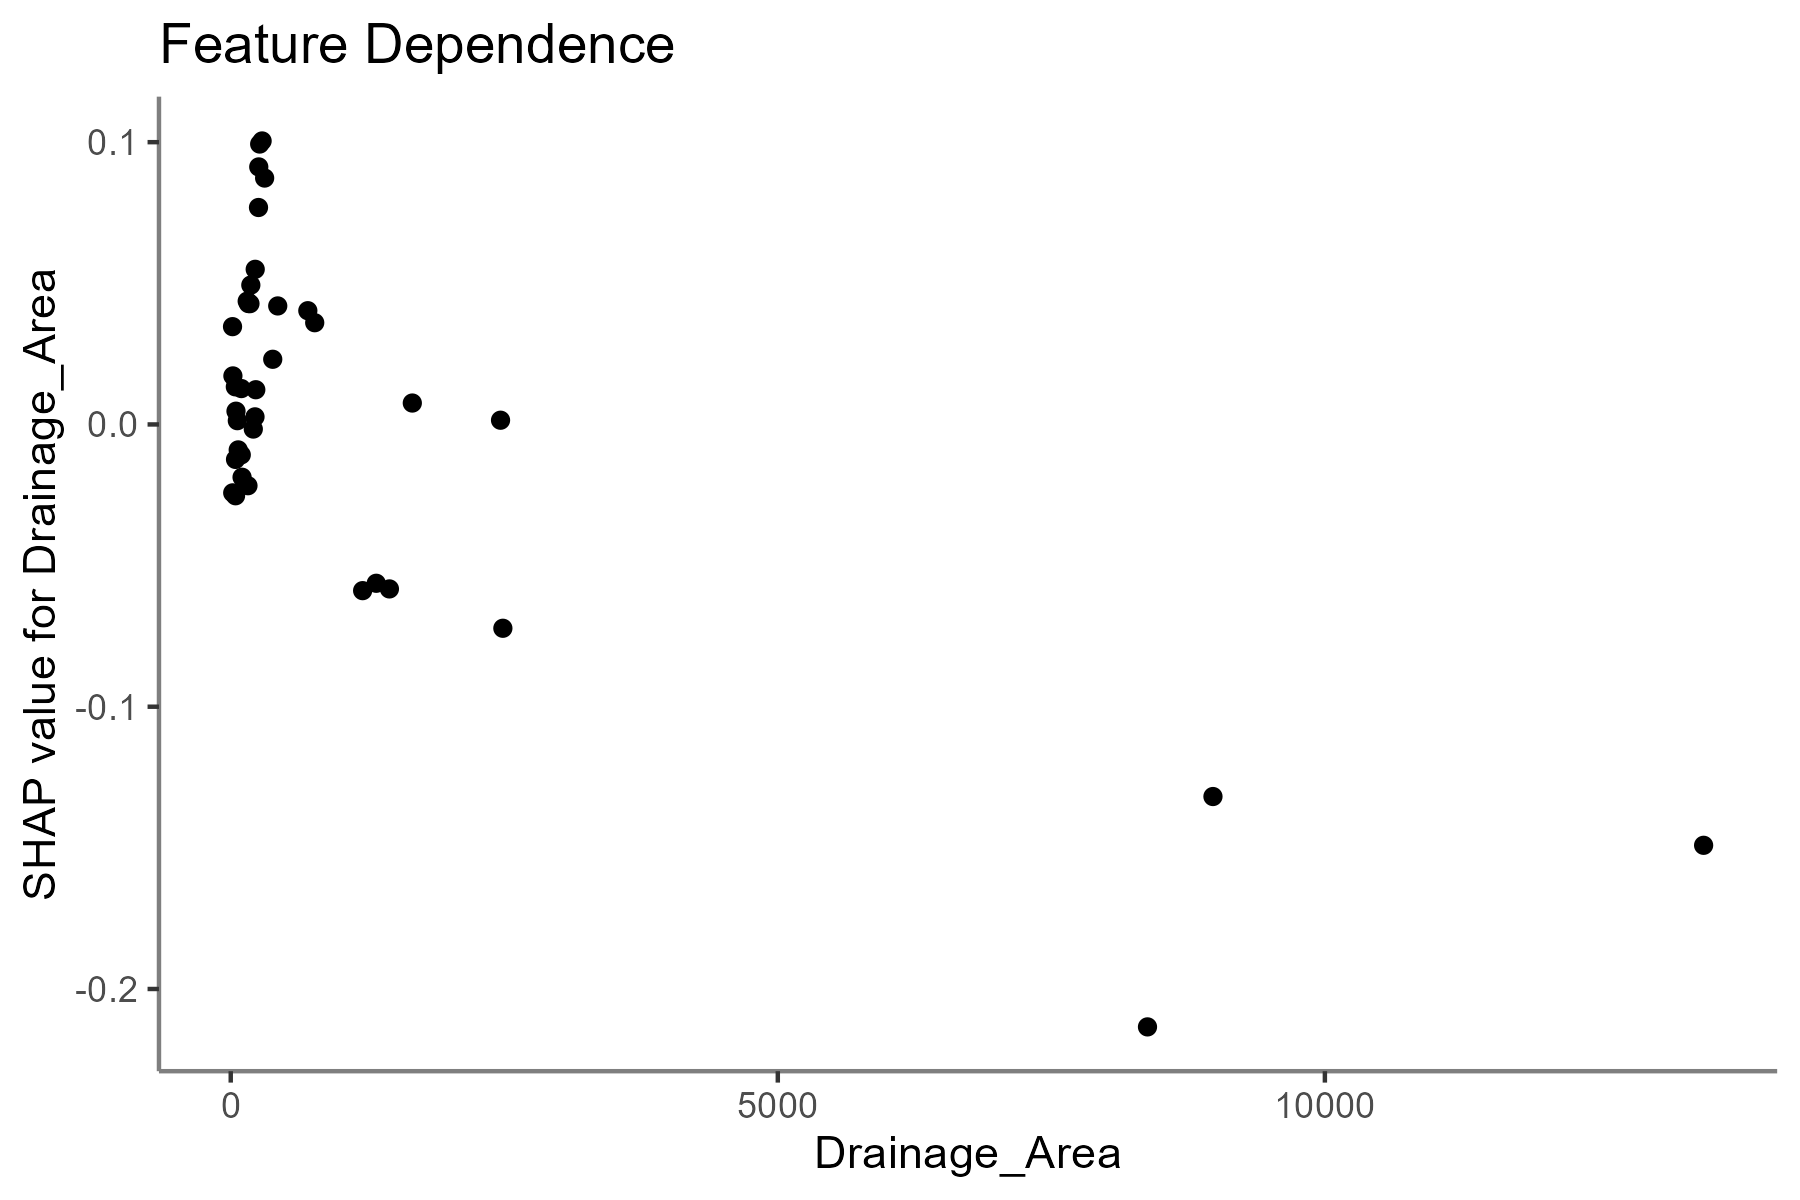 Feature Dependence
SHAP value for Drainage_Area
0.1
0.0
-0.1
-0.2
0
5000
10000
Drainage_Area